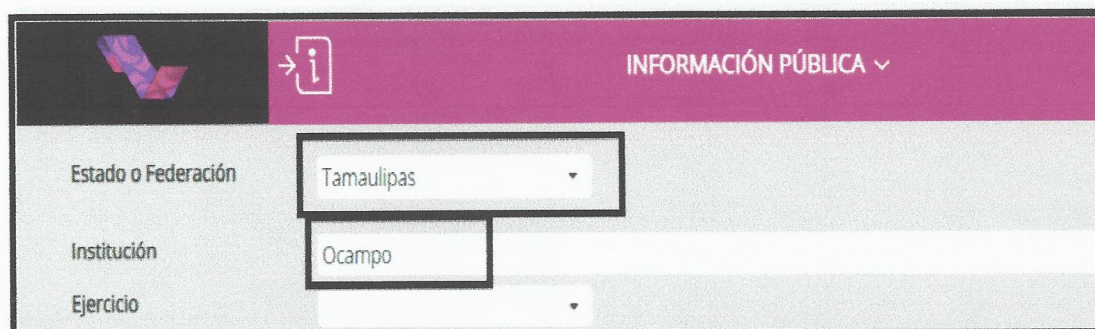 INFORMACIÓN PÚBLICA
Estado o Federación
Tamaulipas
Institución
Ocampo
Ejercicio